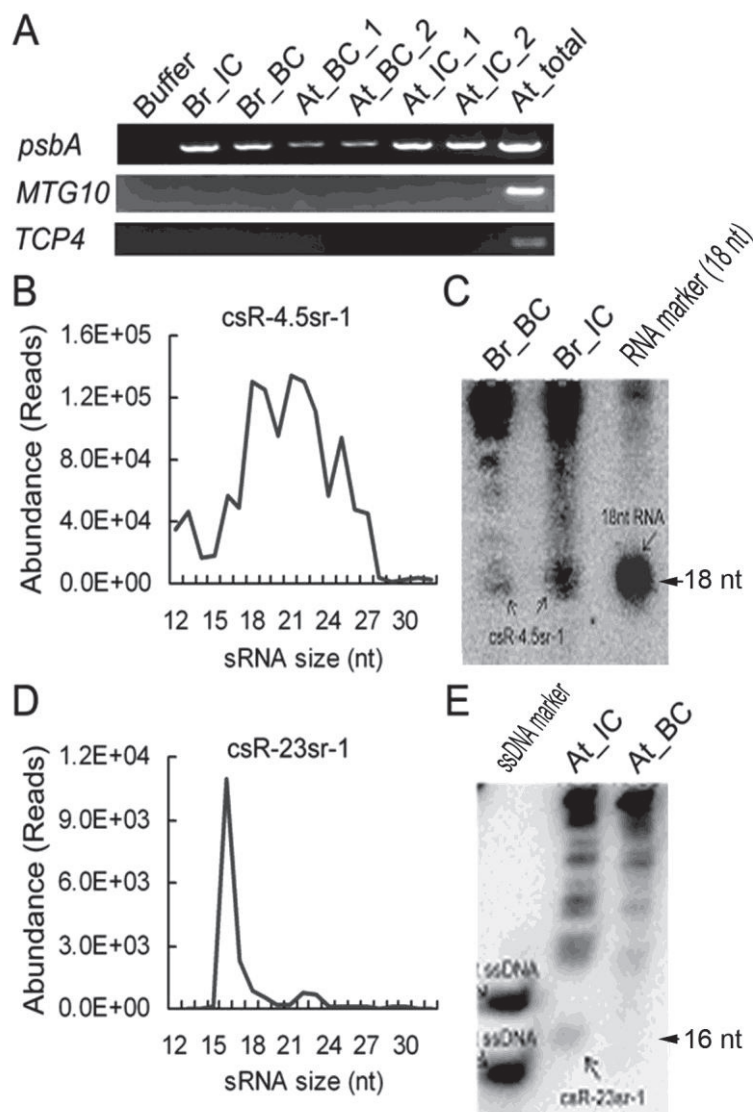 A
Buffer
Br_IC
Br_BC
At_BC_1
At_BC_2
At_IC_1
At_IC_2
At_total
psbA
MTG10
TCP4
B
csR-4.5sr-1
Abundance (Reads)
1.6E+05
1.2E+05
8.0E+04
4.0E+04
0.0E+00
12 15 18 21 24 27 30
sRNA size (nt)
C
Br_BC
Br_IC
RNA marker (18 nt)
18nt RNA
18 nt
csR-4.5sr-1
D
csR-23sr-1
Abundance (Reads)
1.2E+04
9.0E+03
6.0E+03
3.0E+03
0.0E+00
12 15 18 21 24 27 30
sRNA size (nt)
E
ssDNA marker
At_IC
At_BC
ssDNA
ssDNA
16 nt
csR-23sr-1